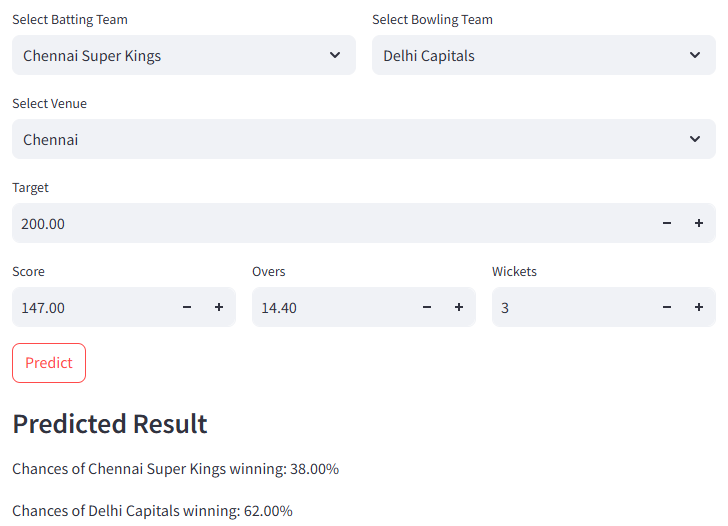 Select Batting Team
Select Bowling Team
Chennai Super Kings
Delhi Capitals
Select Venue
Chennai
Target
200.00
Score
Overs
Wickets
147.00
14.40
3
Predict
Predicted Result
Chances of Chennai Super Kings winning: 38.00%
Chances of Delhi Capitals winning: 62.00%